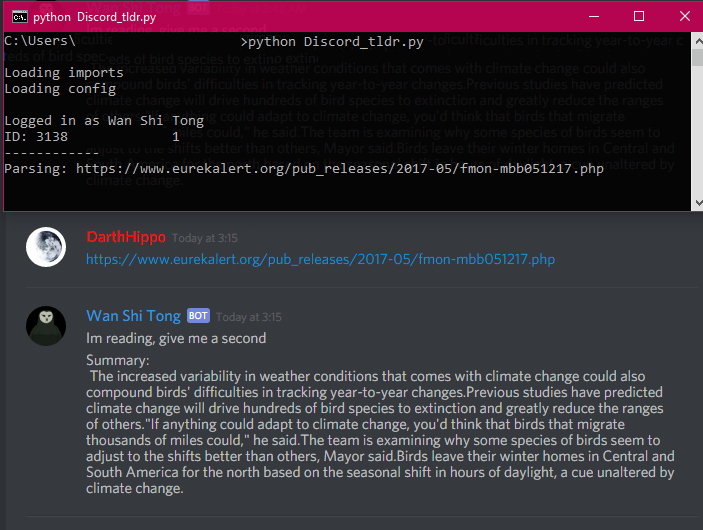 python Discord_tldr.py
C:\Users\ >python Discord_tldr.py
Loading imports
Loading config
Logged in as Wan Shi Tong
ID: 3138 1
------------
Parsing: https://www.eurekalert.org/pub_releases/2017-05/fmon-mbb051217.php
DarthHippo Today at 3:15
https://www.eurekalert.org/pub_releases/2017-05/fmon-mbb051217.php
Wan Shi Tong BOT Today at 3:15
Im reading, give me a second
Summary:
The increased variability in weather conditions that comes with climate change could also
compound birds' difficulties in tracking year-to-year changes.Previous studies have predicted
climate change will drive hundreds of bird species to extinction and greatly reduce the ranges
of others."If anything could adapt to climate change, you'd think that birds that migrate
thousands of miles could," he said.The team is examining why some species of birds seem to
adjust to the shifts better than others, Mayor said.Birds leave their winter homes in Central and
South America for the north based on the seasonal shift in hours of daylight, a cue unaltered by
climate change.